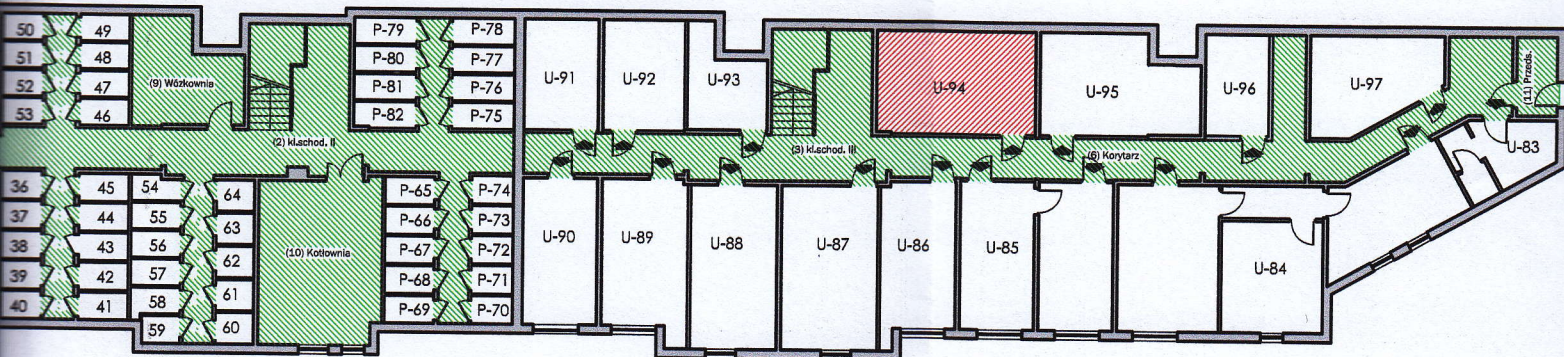 50 49
51 48
52 47
53 46
(9) Wózkownia
(2) kl.schod. II
P-79 P-78
P-80 P-77
P-81 P-76
P-82 P-75
U-91
U-92
U-93
(3) kl.schod. III
U-94
U-95
(6) Korytarz
U-96
U-97
(11) Przeds.
U-83
36 45 54 64
37 44 55 63
38 43 56 62
39 42 57 61
40 41 58 60
59
(10) Kotłownia
P-65 P-74
P-66 P-73
P-67 P-72
P-68 P-71
P-69 P-70
U-90
U-89
U-88
U-87
U-86
U-85
U-84